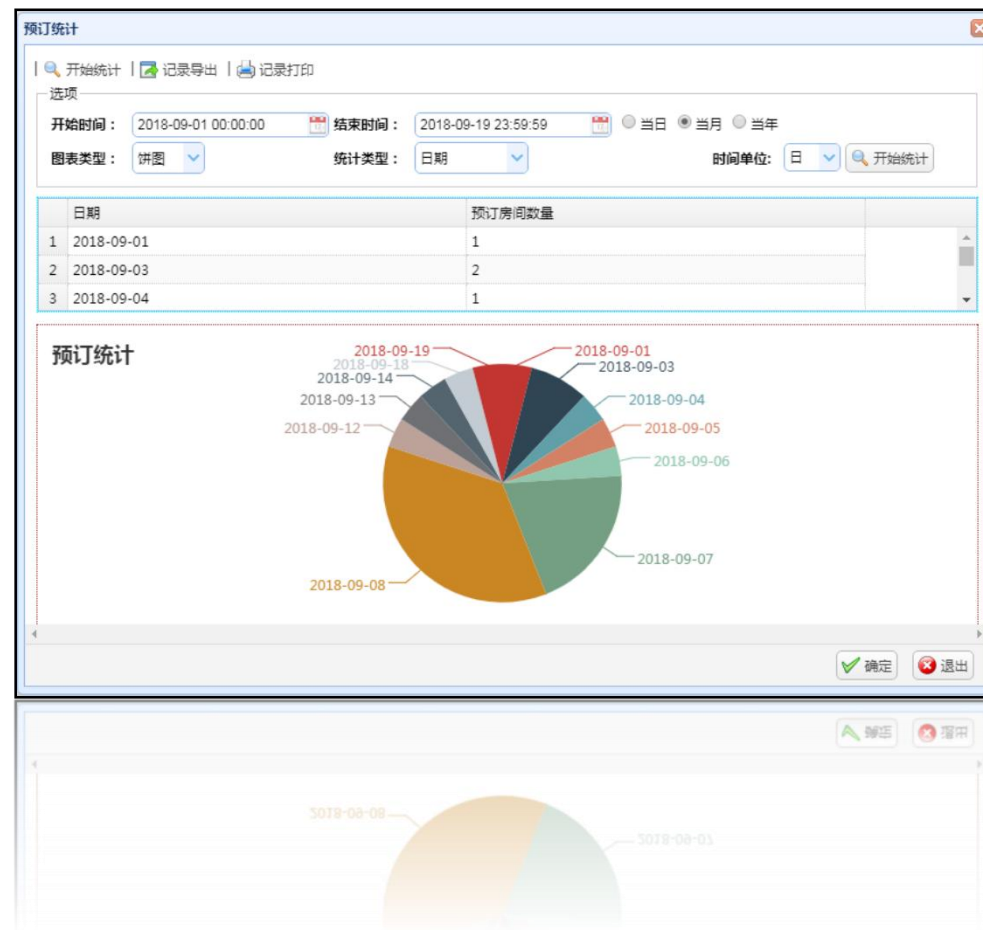 预订统计
开始统计 记录导出 记录打印
选项
开始时间： 2018-09-01 00:00:00 结束时间： 2018-09-19 23:59:59 当日 当月 当年
图表类型： 饼图 统计类型： 日期 时间单位: 日 开始统计
日期 预订房间数量
1 2018-09-01 1
2 2018-09-03 2
3 2018-09-04 1
预订统计
2018-09-19 2018-09-01
2018-09-18 2018-09-03
2018-09-14
2018-09-13 2018-09-04
2018-09-12 2018-09-05
2018-09-06
2018-09-07
2018-09-08
确定 退出